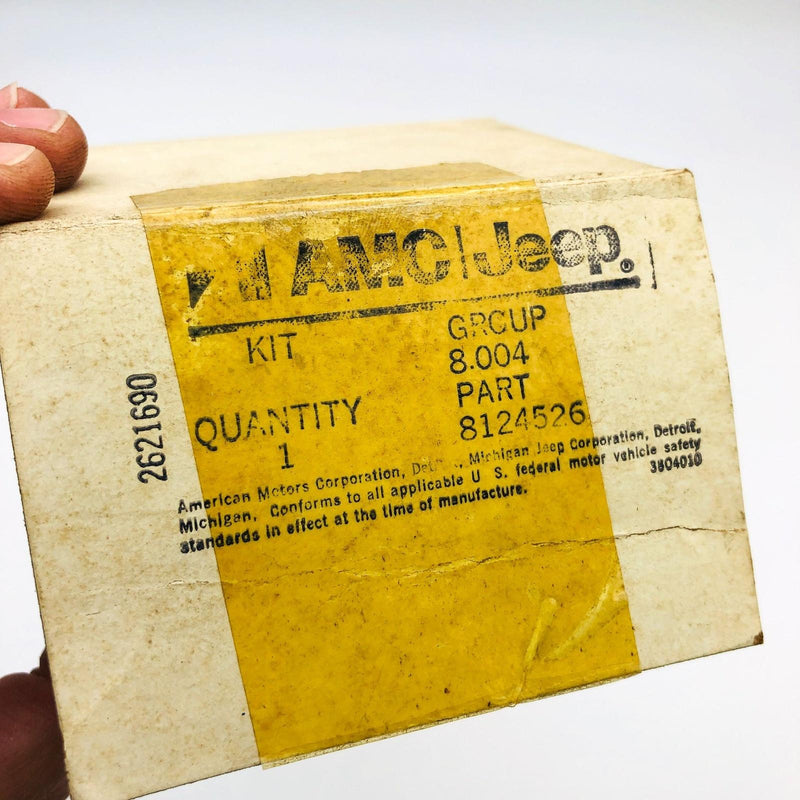 AMC|Jeep®
KIT
GROUP
8.004
QUANTITY
1
PART
8124526
2621690
American Motors Corporation, Michigan Jeep Corporation, Detroit,
Michigan. Conforms to all applicable U S. federal motor vehicle safety
standards in effect at the time of manufacture.
3804010